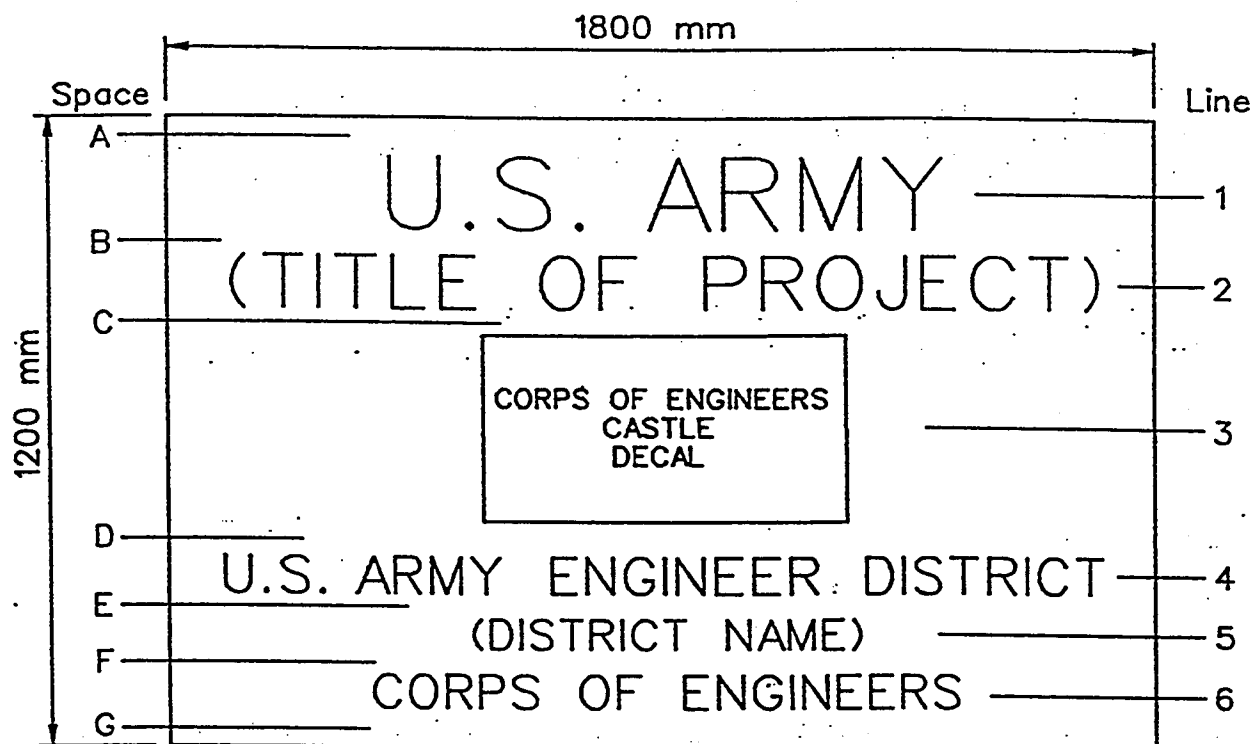 1800 mm
Space
Line
A
U.S. ARMY
1
B
(TITLE OF PROJECT)
2
C
1200 mm
CORPS OF ENGINEERS
CASTLE
DECAL
3
D
U.S. ARMY ENGINEER DISTRICT
4
E
(DISTRICT NAME)
5
F
CORPS OF ENGINEERS
6
G